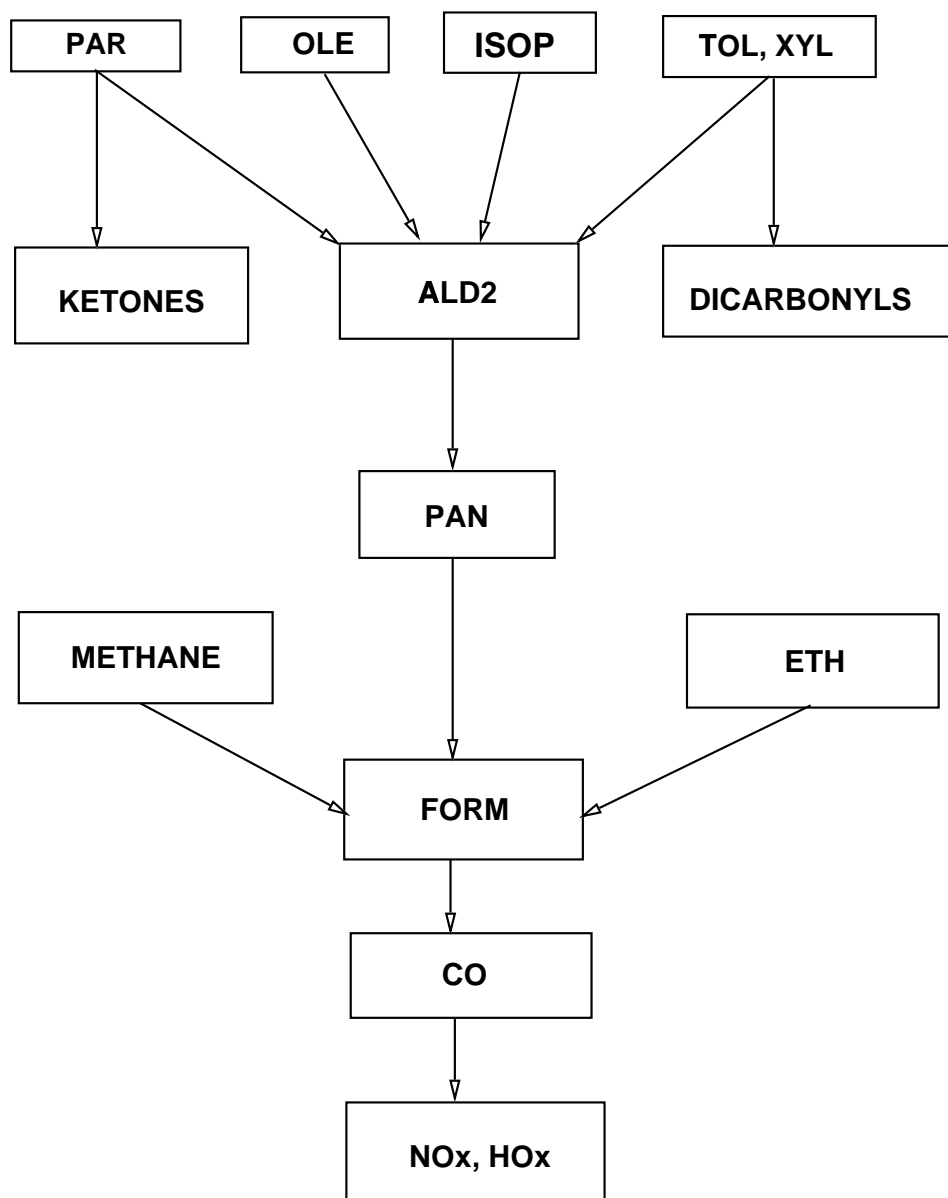 PAR
OLE
ISOP
TOL, XYL
KETONES
ALD2
DICARBONYLS
PAN
METHANE
ETH
FORM
CO
NOx, HOx